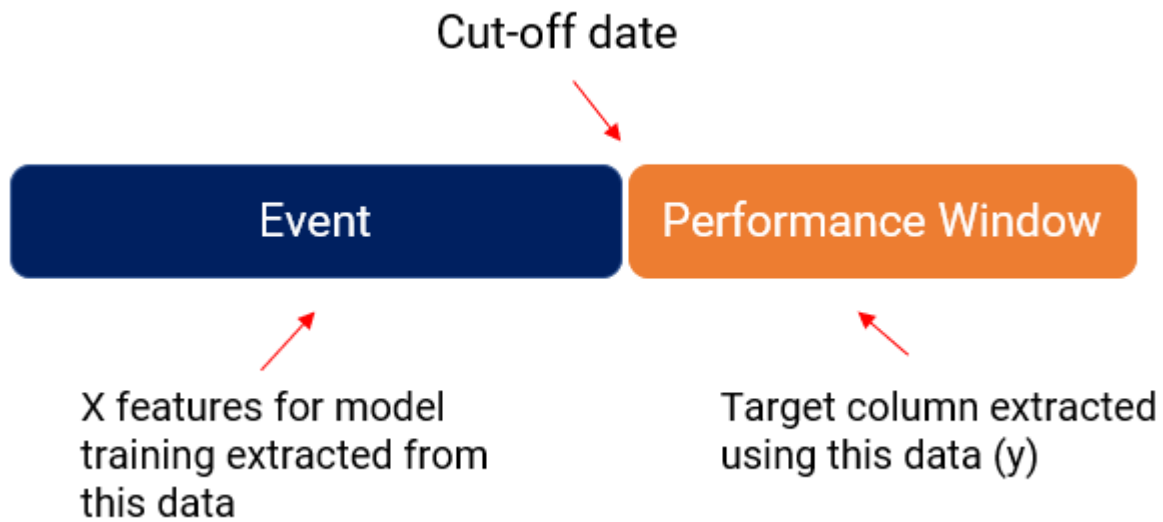 Cut-off date
Event
Performance Window
X features for model
training extracted from
this data
Target column extracted
using this data (y)